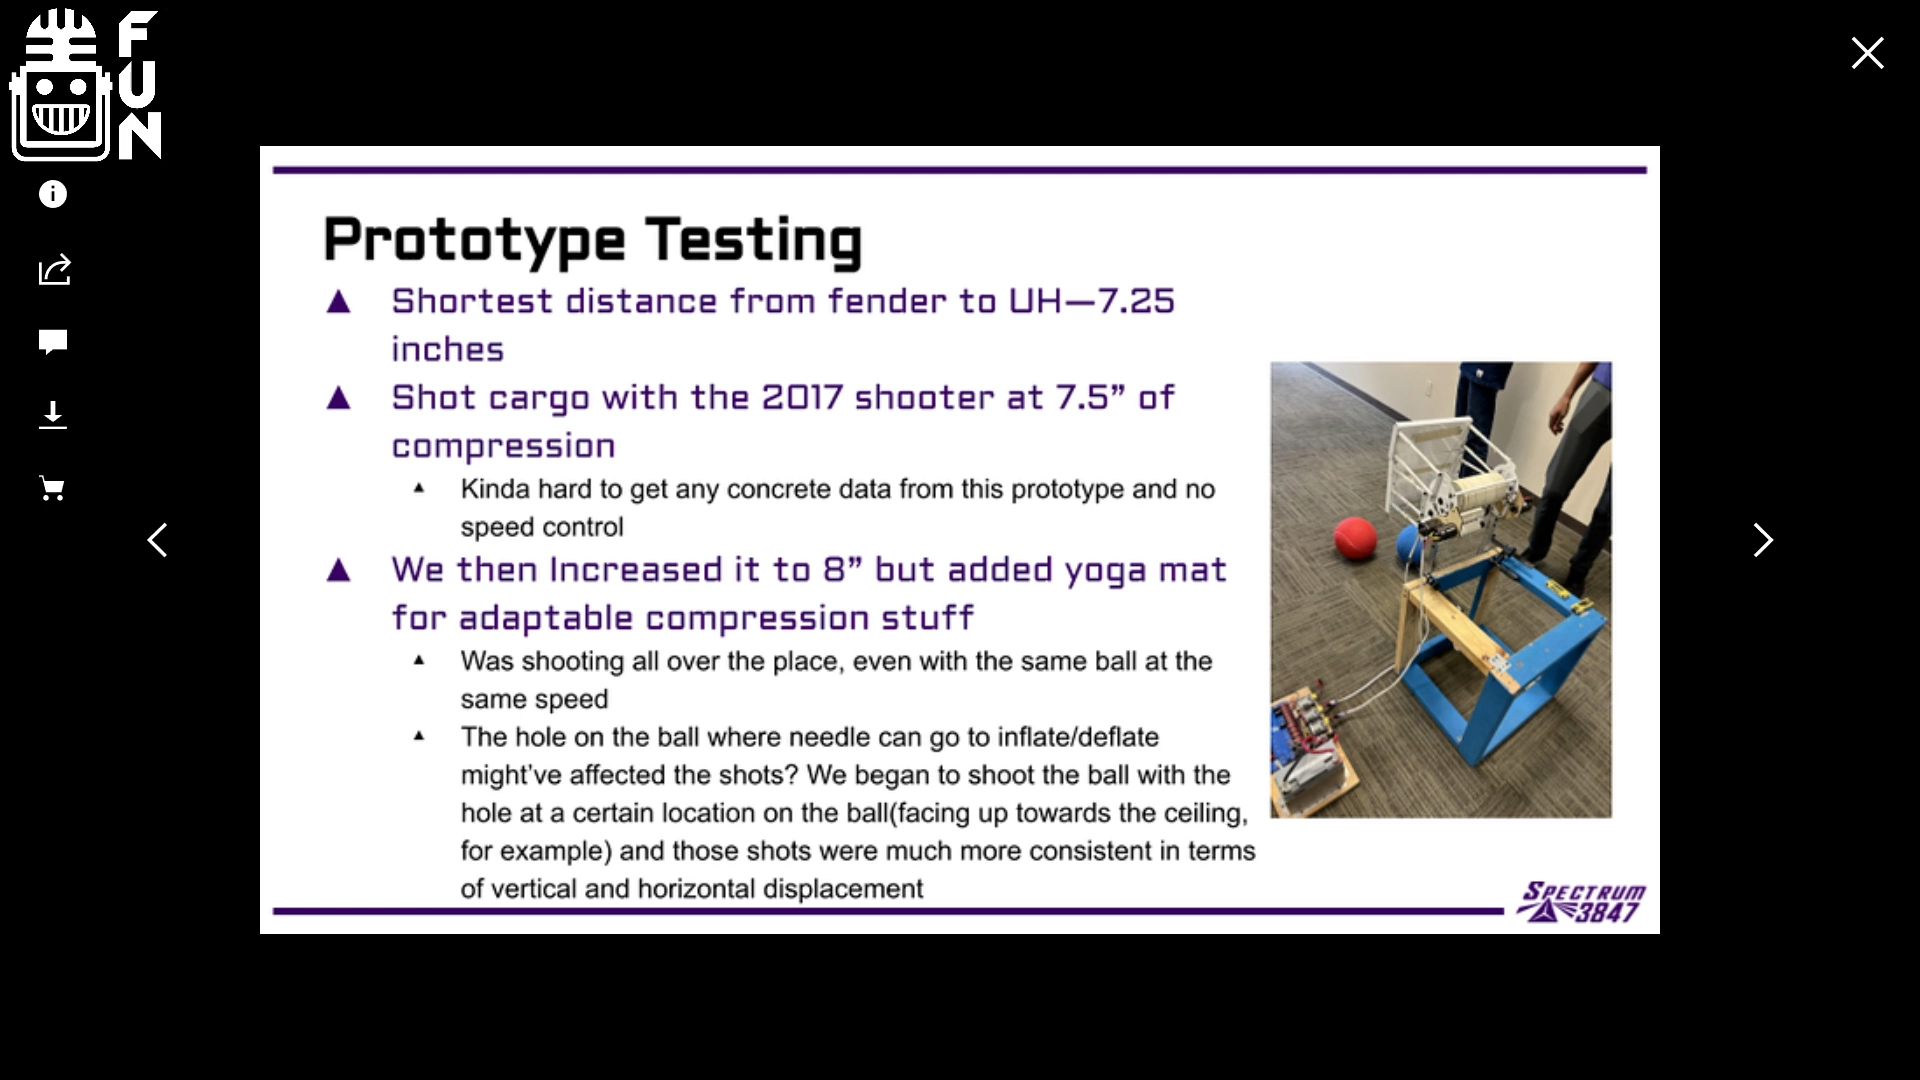 FUN
Prototype Testing
▲ Shortest distance from fender to UH—7.25
inches
▲ Shot cargo with the 2017 shooter at 7.5” of
compression
▲ Kinda hard to get any concrete data from this prototype and no
speed control
▲ We then Increased it to 8” but added yoga mat
for adaptable compression stuff
▲ Was shooting all over the place, even with the same ball at the
same speed
▲ The hole on the ball where needle can go to inflate/deflate
might’ve affected the shots? We began to shoot the ball with the
hole at a certain location on the ball(facing up towards the ceiling,
for example) and those shots were much more consistent in terms
of vertical and horizontal displacement
SPECTRUM
3847